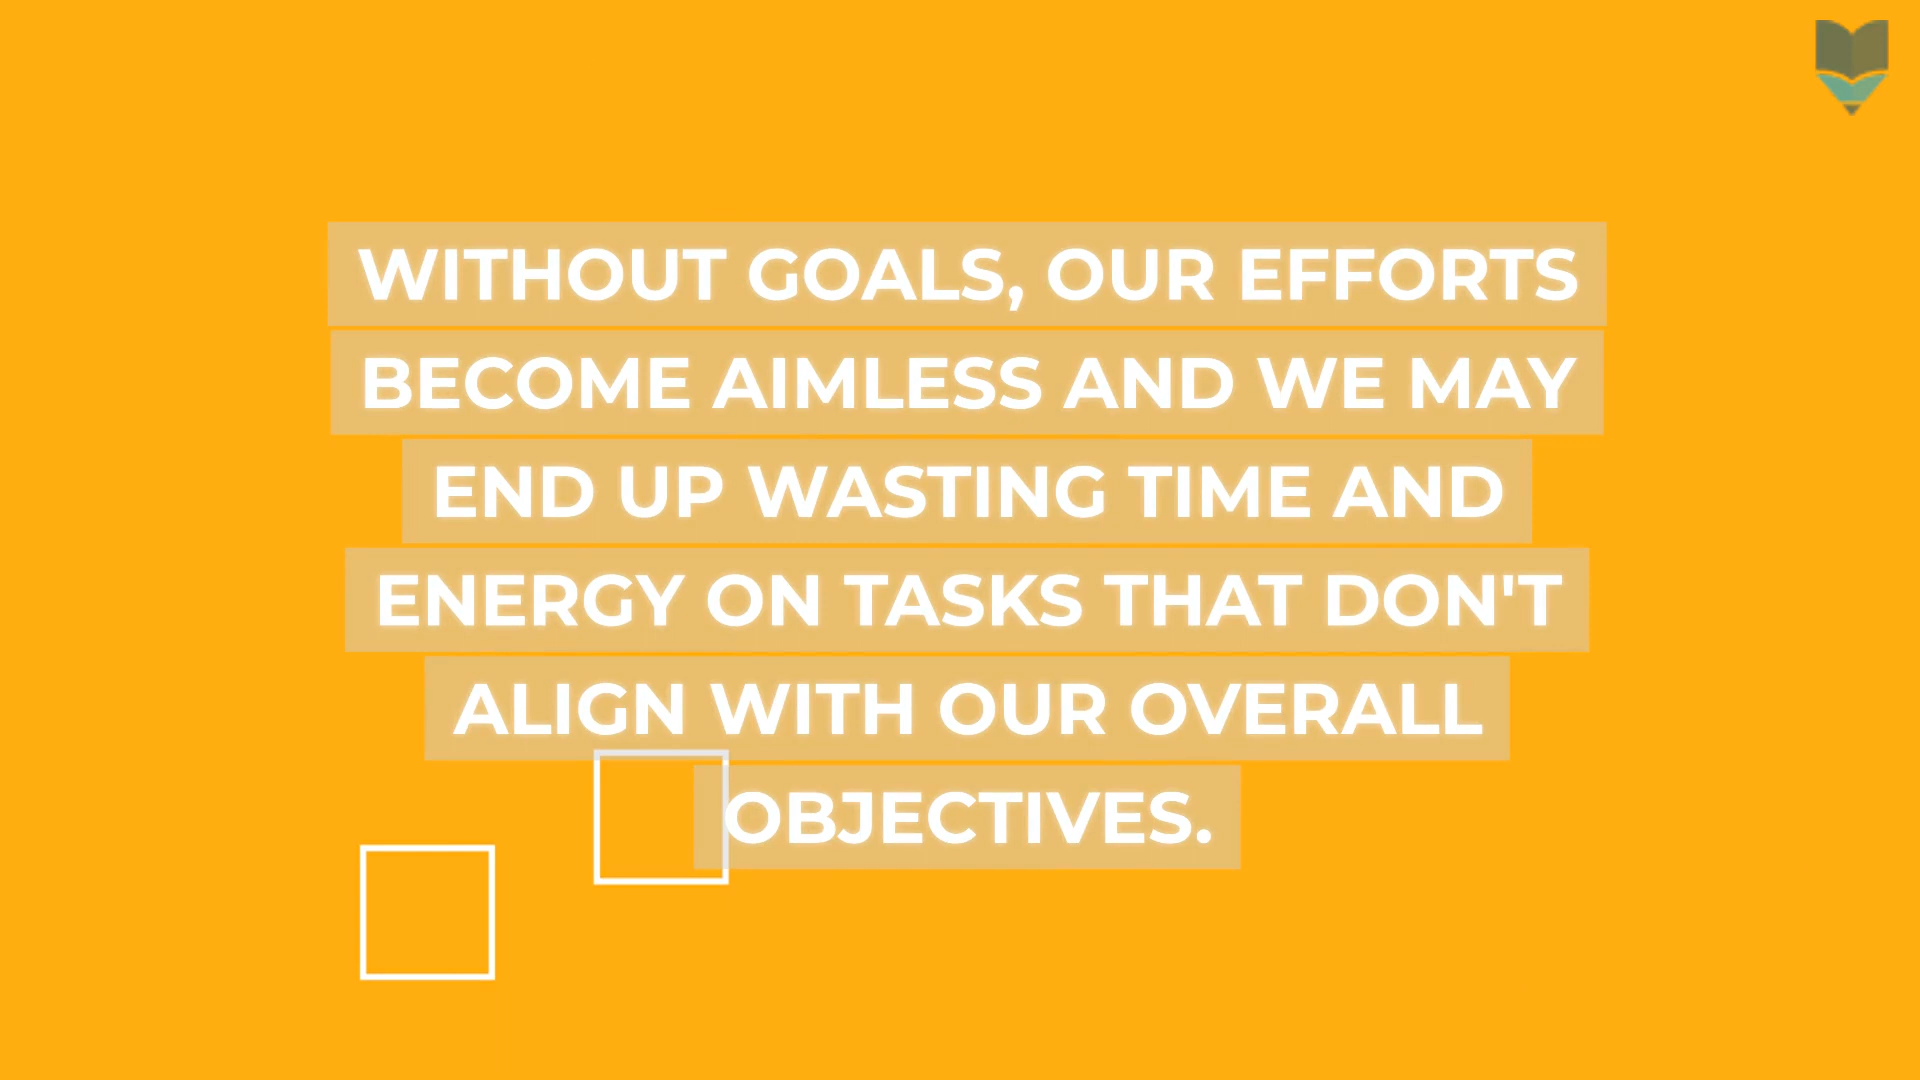 WITHOUT GOALS, OUR EFFORTS
BECOME AIMLESS AND WE MAY
END UP WASTING TIME AND
ENERGY ON TASKS THAT DON'T
ALIGN WITH OUR OVERALL
OBJECTIVES.